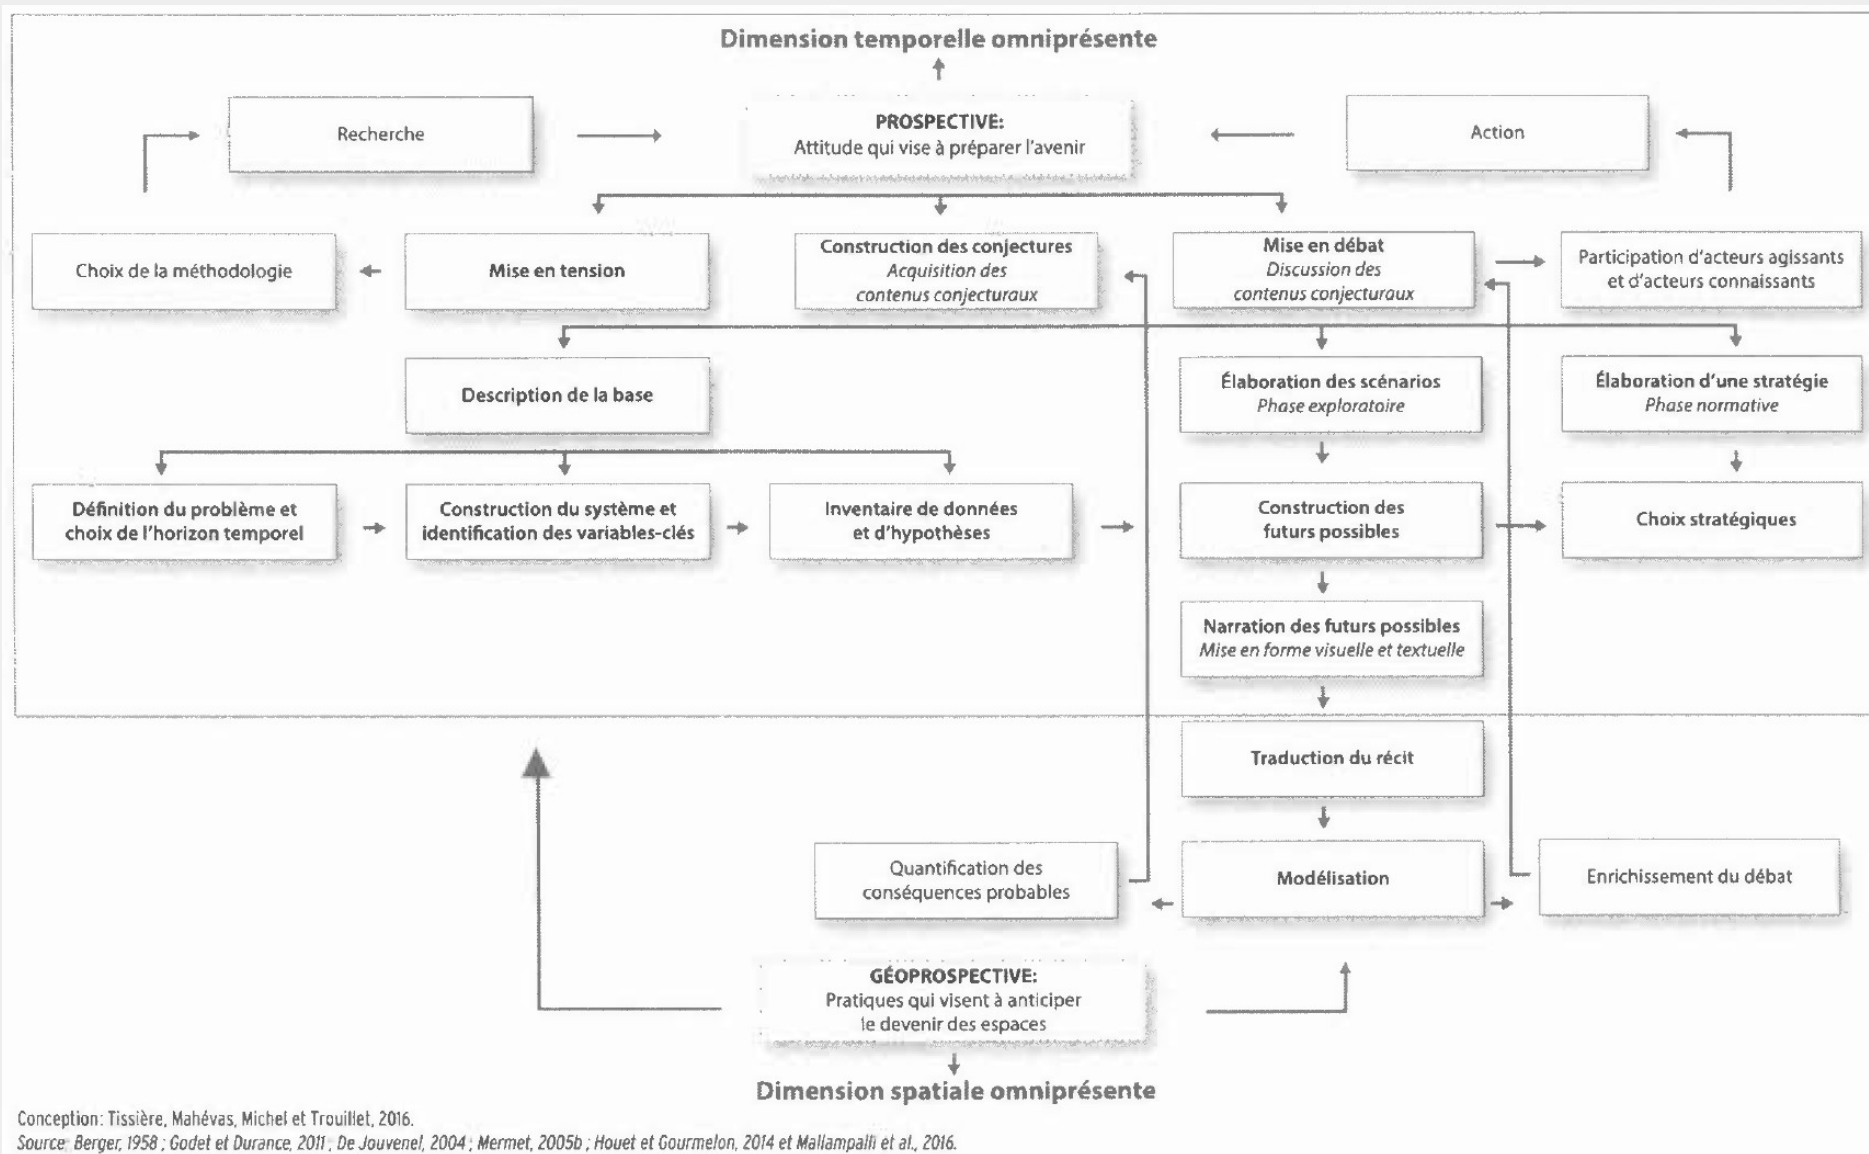 Dimension temporelle omniprésente
Recherche
PROSPECTIVE:
Attitude qui vise à préparer l'avenir
Action
Choix de la méthodologie
Mise en tension
Construction des conjectures
Acquisition des
contenus conjecturaux
Mise en débat
Discussion des
contenus conjecturaux
Participation d'acteurs agissants
et d'acteurs connaissants
Description de la base
Élaboration des scénarios
Phase exploratoire
Élaboration d'une stratégie
Phase normative
Définition du problème et
choix de l'horizon temporel
Construction du système et
identification des variables-clés
Inventaire de données
et d'hypothèses
Construction des
futurs possibles
Choix stratégiques
Narration des futurs possibles
Mise en forme visuelle et textuelle
Traduction du récit
Quantification des
conséquences probables
Modélisation
Enrichissement du débat
GÉOPROSPECTIVE:
Pratiques qui visent à anticiper
le devenir des espaces
Dimension spatiale omniprésente
Conception: Tissière, Mahévas, Michel et Trouillet, 2016.
Source: Berger, 1958 ; Godet et Durance, 2011 ; De Jouvenel, 2004 ; Mermet, 2005b ; Houet et Gourmelon, 2014 et Mallampalli et al., 2016.